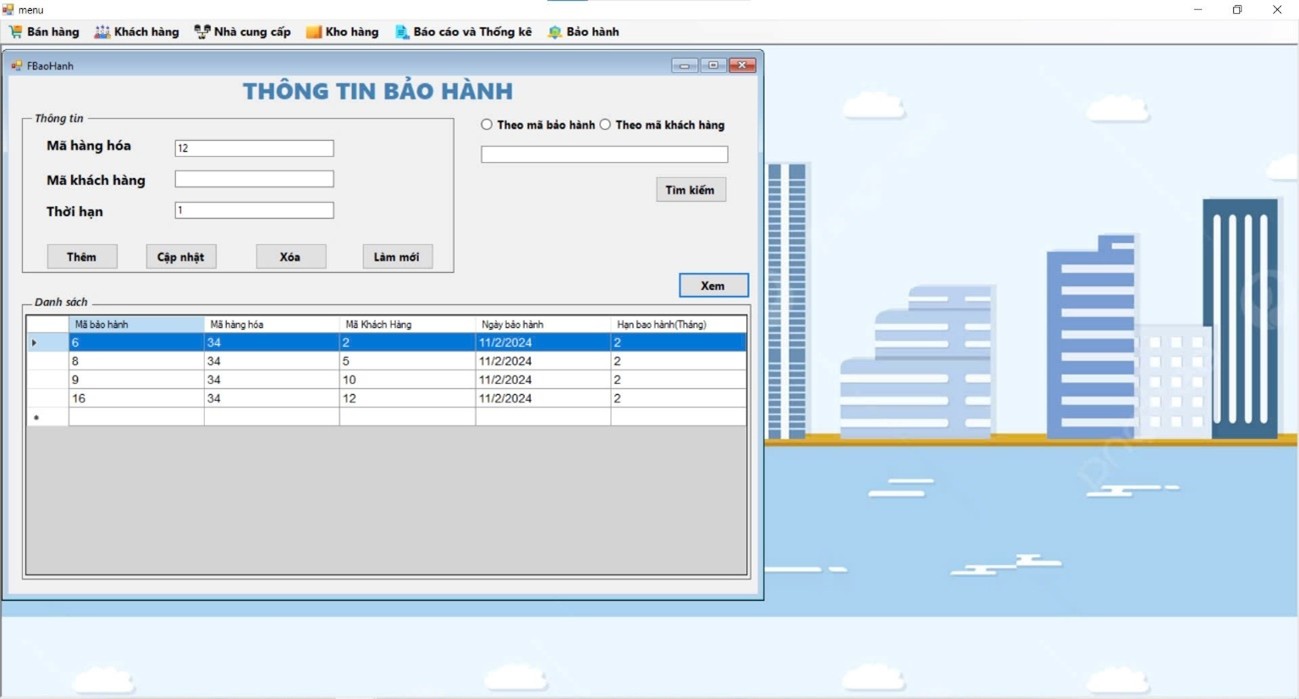 menu
Bán hàng Khách hàng Nhà cung cấp Kho hàng Báo cáo và Thống kê Bảo hành
FBaoHanh
THÔNG TIN BẢO HÀNH
Thông tin
Theo mã bảo hành Theo mã khách hàng
Mã hàng hóa 12
Mã khách hàng
Tìm kiếm
Thời hạn 1
Thêm Cập nhật Xóa Làm mới
Xem
Danh sách
Mã bảo hành Mã hàng hóa Mã Khách Hàng Ngày bảo hành Hạn bao hành(Tháng)
6 34 2 11/2/2024 2
8 34 5 11/2/2024 2
9 34 10 11/2/2024 2
16 34 12 11/2/2024 2